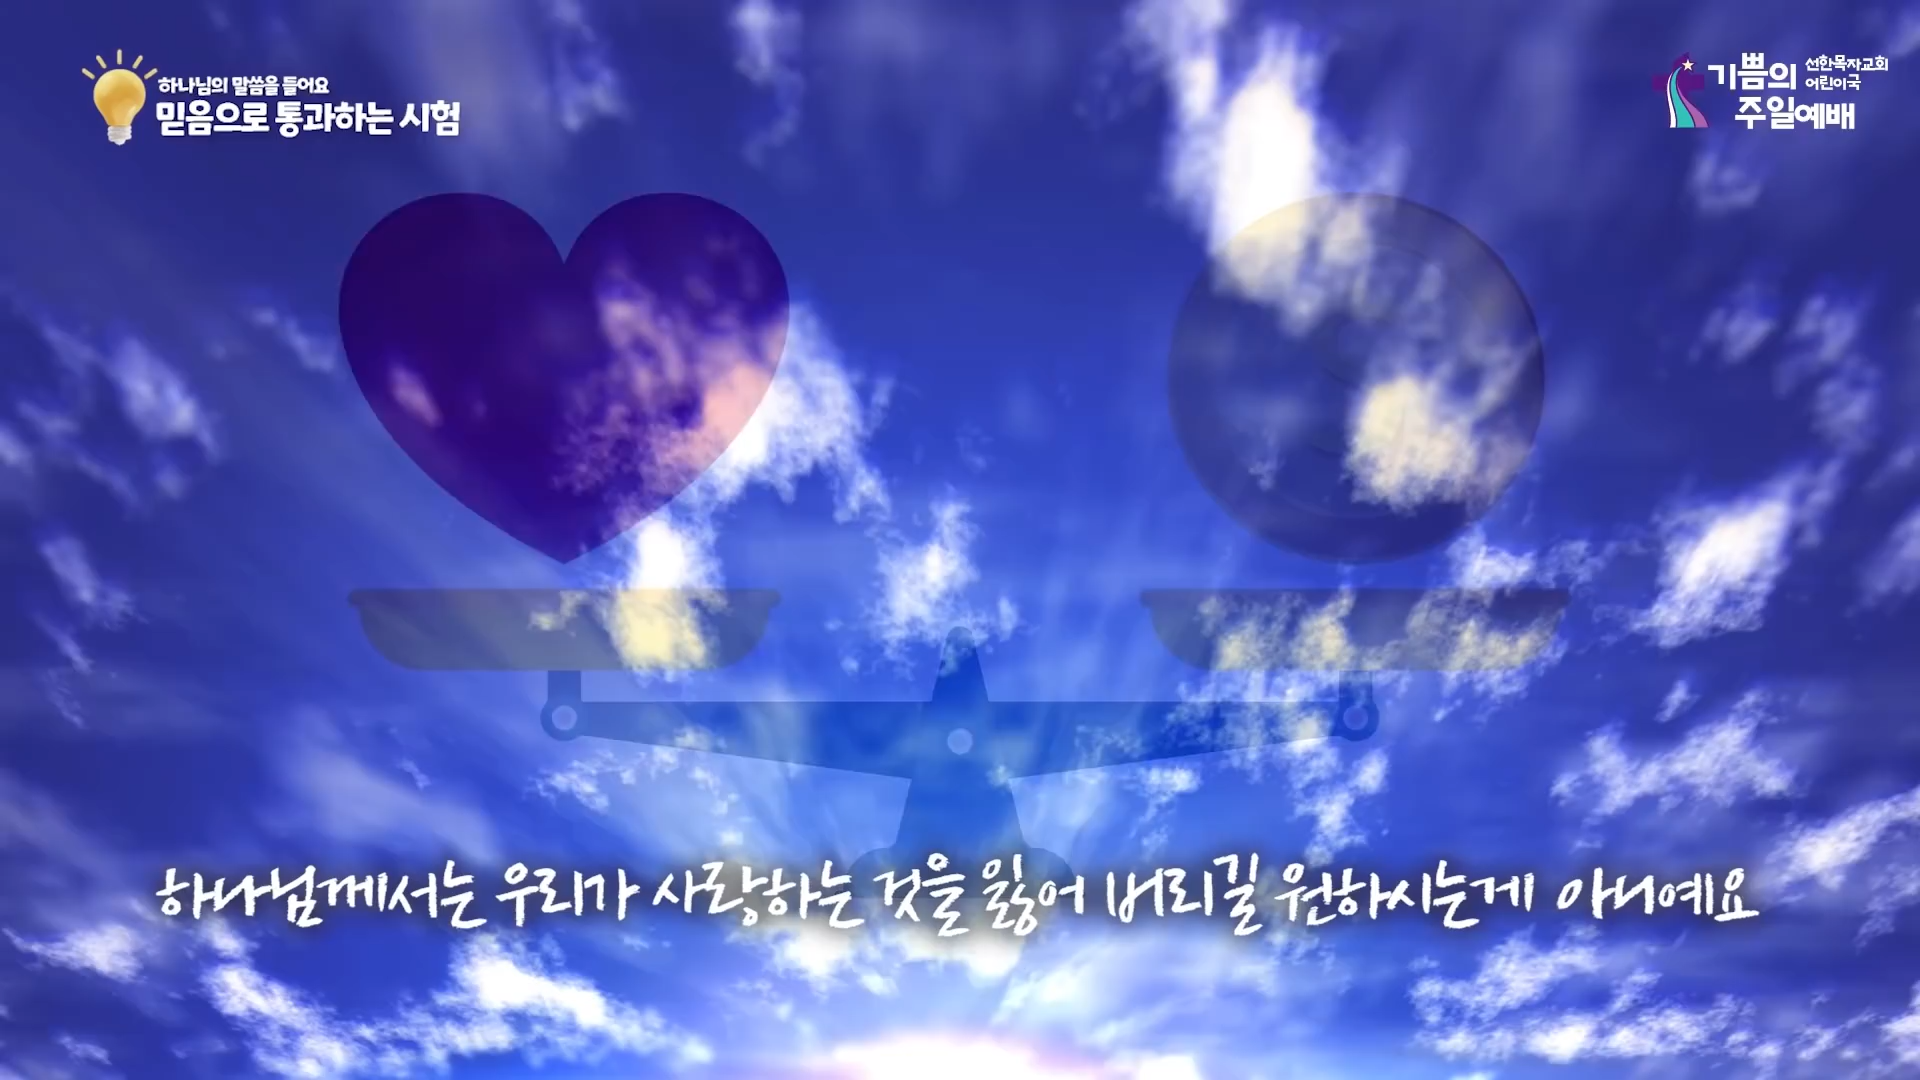 하나님의 말씀을 들어요
믿음으로 통과하는 시험
기쁨의 선한목자교회 어린이국
주일예배
하나님께서는 우리가 사랑하는 것을 잃어 버리길 원하시는게 아니예요